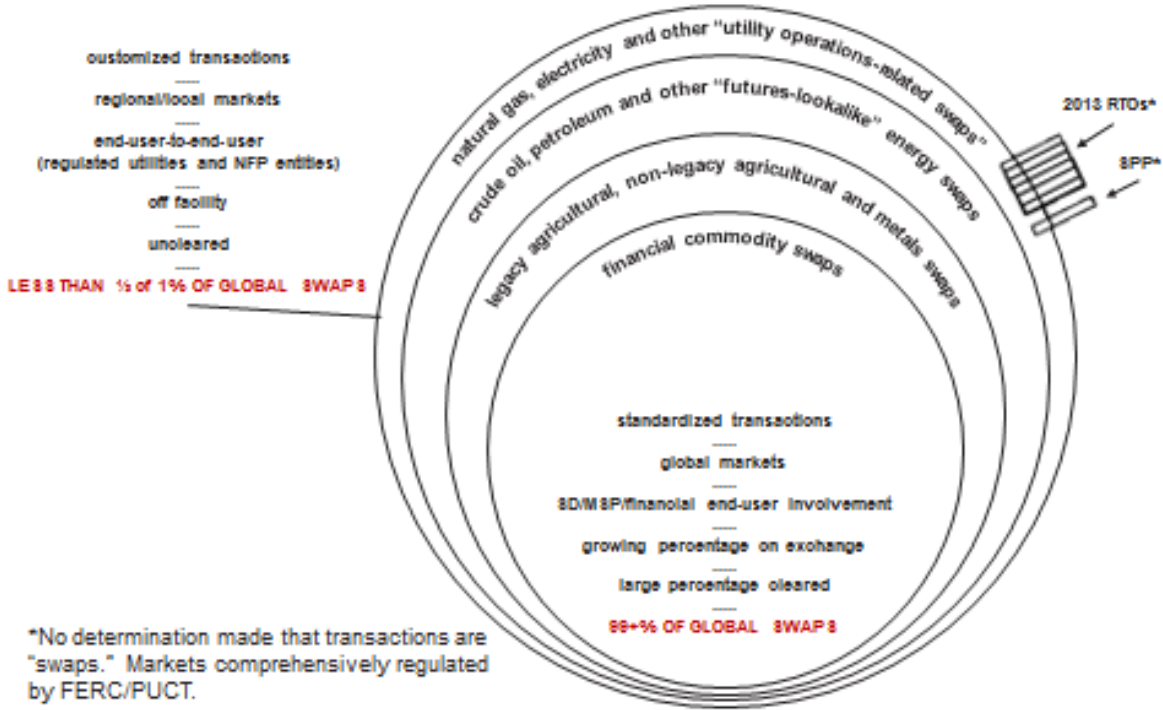 customized transactions
-----
regional/local markets
-----
end-user-to-end-user
(regulated utilities and NFP entities)
-----
off facility
-----
uncleared
-----
LESS THAN ½ of 1% OF GLOBAL SWAPS
natural gas, electricity and other "utility operations-related swaps"
crude oil, petroleum and other "futures-lookalike" energy swaps
legacy agricultural, non-legacy agricultural and metals swaps
financial commodity swaps
2013 RTOs*
SPP*
standardized transactions
-----
global markets
-----
SD/MSP/financial end-user involvement
-----
growing percentage on exchange
-----
large percentage cleared
-----
99+% OF GLOBAL SWAPS
*No determination made that transactions are
"swaps." Markets comprehensively regulated
by FERC/PUCT.